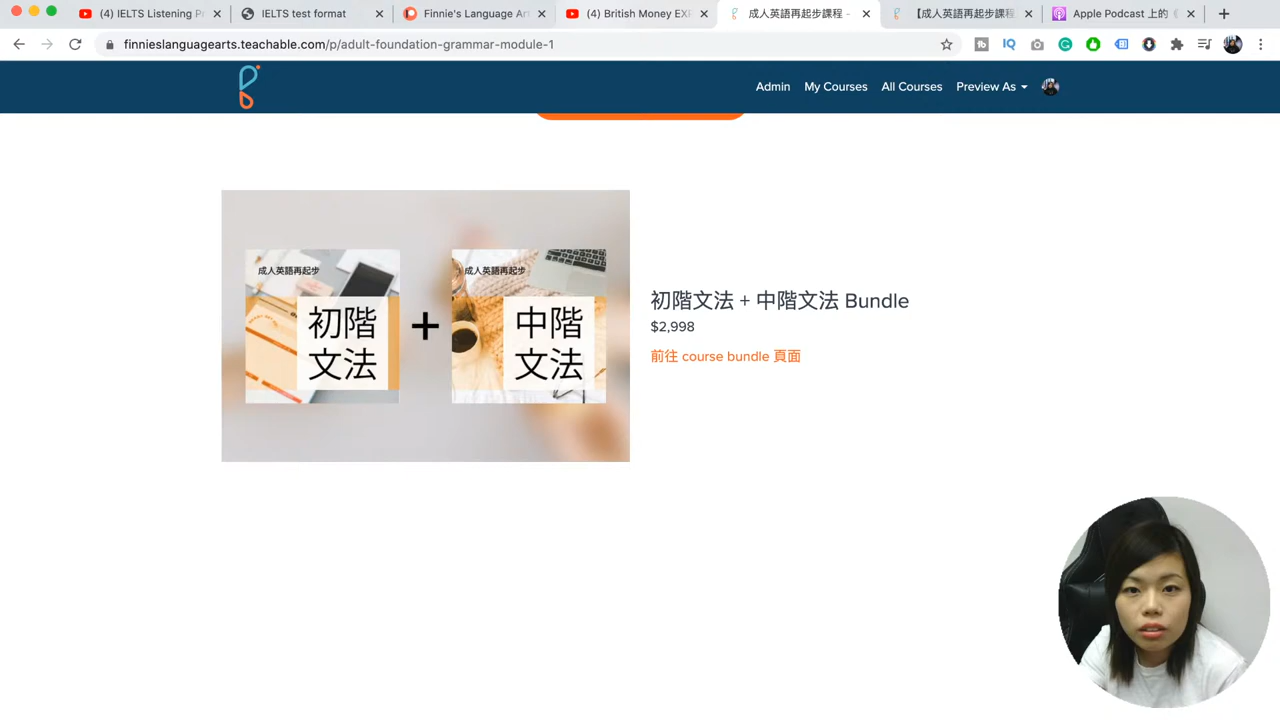 (4) IELTS Listening Pr
IELTS test format
Finnie's Language Art
(4) British Money EXP
成人英語再起步課程 -
【成人英語再起步課程
Apple Podcast 上的
finnieslanguagearts.teachable.com/p/adult-foundation-grammar-module-1
Admin
My Courses
All Courses
Preview As
成人英語再起步
初階
文法
+
成人英語再起步
中階
文法
初階文法 + 中階文法 Bundle
$2,998
前往 course bundle 頁面